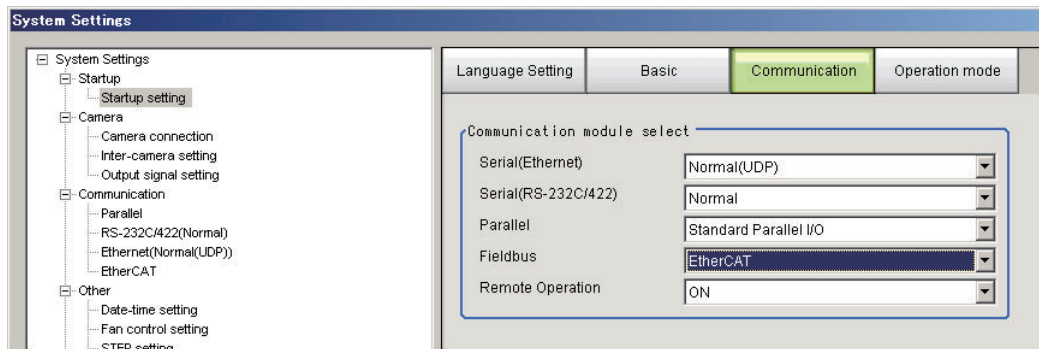 System Settings
System Settings
Startup
Startup setting
Camera
Camera connection
Inter-camera setting
Output signal setting
Communication
Parallel
RS-232C/422(Normal)
Ethernet(Normal(UDP))
EtherCAT
Other
Date-time setting
Fan control setting
STEP setting
Language Setting Basic Communication Operation mode
Communication module select
Serial(Ethernet) Normal(UDP)
Serial(RS-232C/422) Normal
Parallel Standard Parallel I/O
Fieldbus EtherCAT
Remote Operation ON